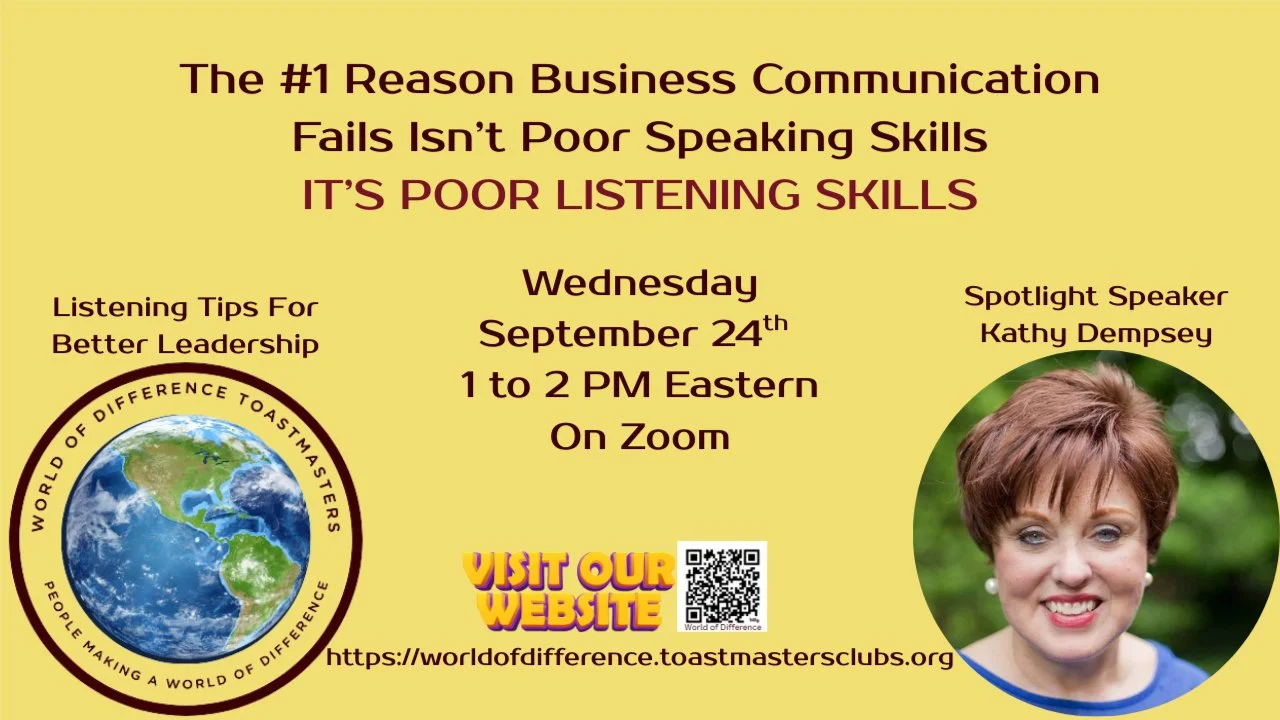 The #1 Reason Business Communication
Fails Isn't Poor Speaking Skills
IT'S POOR LISTENING SKILLS
Wednesday
September 24th
1 to 2 PM Eastern
On Zoom
Listening Tips For
Better Leadership
WORLD OF DIFFERENCE TOASTMASTERS
PEOPLE MAKING A WORLD OF DIFFERENCE
Spotlight Speaker
Kathy Dempsey
VISIT OUR
WEBSITE
World of Difference
https://worldofdifference.toastmastersclubs.org